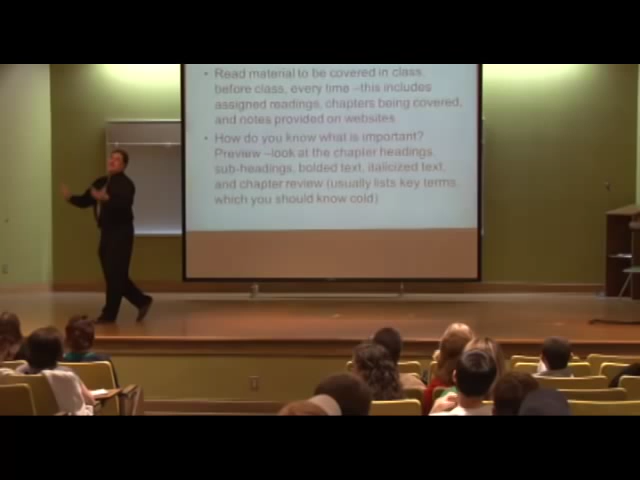 • Read material to be covered in class,
before class, every time –this includes
assigned readings, chapters being covered,
and notes provided on websites
• How do you know what is important?
Preview –look at the chapter headings,
sub-headings, bolded text, italicized text,
and chapter review (usually lists key terms,
which you should know cold)